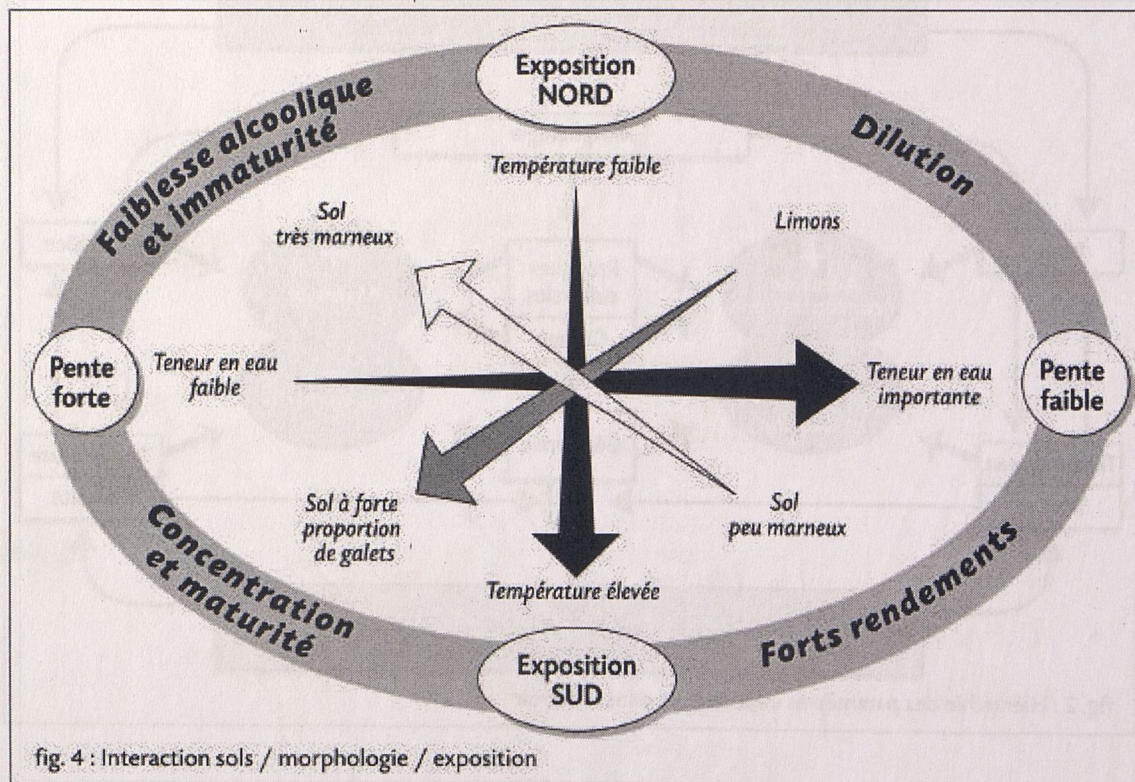 Exposition
NORD
Faiblesse alcoolique
et immaturité
Dilution
Température faible
Sol
très marneux
Limons
Pente
forte
Teneur en eau
faible
Teneur en eau
importante
Pente
faible
Sol à forte
proportion
de galets
Sol
peu marneux
Concentration
et maturité
Température élevée
Forts rendements
Exposition
SUD
fig. 4 : Interaction sols / morphologie / exposition